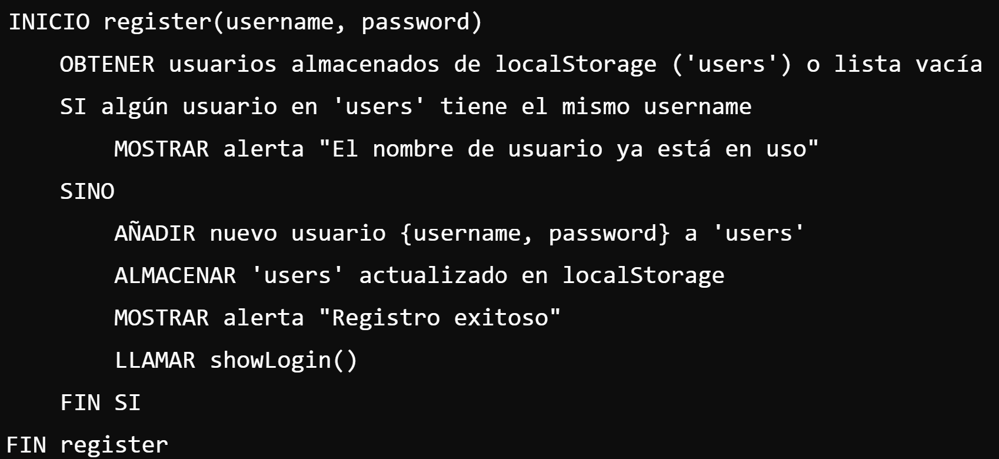 INICIO register(username, password)
OBTENER usuarios almacenados de localStorage ('users') o lista vacía
SI algún usuario en 'users' tiene el mismo username
MOSTRAR alerta "El nombre de usuario ya está en uso"
SINO
AÑADIR nuevo usuario {username, password} a 'users'
ALMACENAR 'users' actualizado en localStorage
MOSTRAR alerta "Registro exitoso"
LLAMAR showLogin()
FIN SI
FIN register